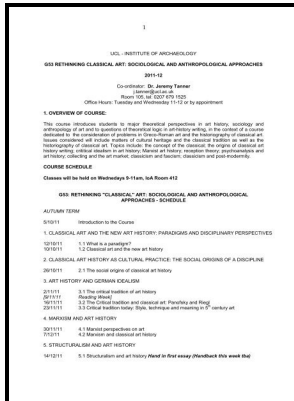 1
UCL - INSTITUTE OF ARCHAEOLOGY
G53 RETHINKING CLASSICAL ART: SOCIOLOGICAL AND ANTHROPOLOGICAL APPROACHES
2011-12
Co-ordinator: Dr. Jeremy Tanner
j.tanner@ucl.ac.uk
Room 105, tel 0207 679 1525
Office Hours: Tuesday and Wednesday 11-12 or by appointment
1. OVERVIEW OF COURSE:
This course introduces students to major theoretical perspectives in art history, sociology and
anthropology of art and to questions of theoretical logic in art-history writing, in the context of a course
dedicated to the consideration of problems in Greco-Roman art and the historiography of classical art.
Issues considered will include matters of cultural heritage and the classical tradition as well as the
historiography of classical art. Topics include: the concept of the classical; the origins of classical art
history writing; critical idealism in art history; Marxist art history; reception theory; psychoanalysis and
art history; collecting and the art market; classicism and fascism; classicism and post-modernity.
COURSE SCHEDULE
Classes will be held on Wednesdays 9-11am, IoA Room 412
G53: RETHINKING "CLASSICAL" ART: SOCIOLOGICAL AND ANTHROPOLOGICAL
APPROACHES - SCHEDULE
AUTUMN TERM
5/10/11 Introduction to the Course
1. CLASSICAL ART AND THE NEW ART HISTORY: PARADIGMS AND DISCIPLINARY PERSPECTIVES
12/10/11 1.1 What is a paradigm?
19/10/11 1.2 Classical art and the new art history
2. CLASSICAL ART HISTORY AS CULTURAL PRACTICE: THE SOCIAL ORIGINS OF A DISCIPLINE
26/10/11 2.1 The social origins of classical art history
3. ART HISTORY AND GERMAN IDEALISM
2/11/11 3.1 The critical tradition of art history
[9/11/11 Reading Week]
16/11/11 3.2 The Critical tradition and classical art: Panofsky and Riegl
23/11/11 3.3 Critical tradition today: Style, technique and meaning in 5th century art
4. MARXISM AND ART HISTORY
30/11/11 4.1 Marxist perspectives on art
7/12/11 4.2 Marxism and classical art history
5. STRUCTURALISM AND ART HISTORY
14/12/11 5.1 Structuralism and art history Hand in first essay (Handback this week tba)